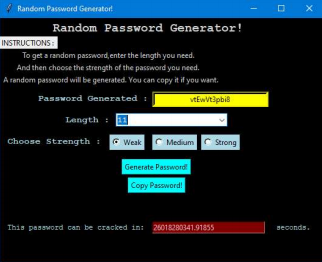 Random Password Generator!
Random Password Generator!
INSTRUCTIONS :
To get a random password,enter the length you need.
And then choose the strength of the password you need.
A random password will be generated. You can copy it if you want.
Password Generated : vtEwVt3pbi8
Length : 11
Choose Strength : Weak Medium Strong
Generate Password!
Copy Password!
This password can be cracked in: 26018280341.91855 seconds.